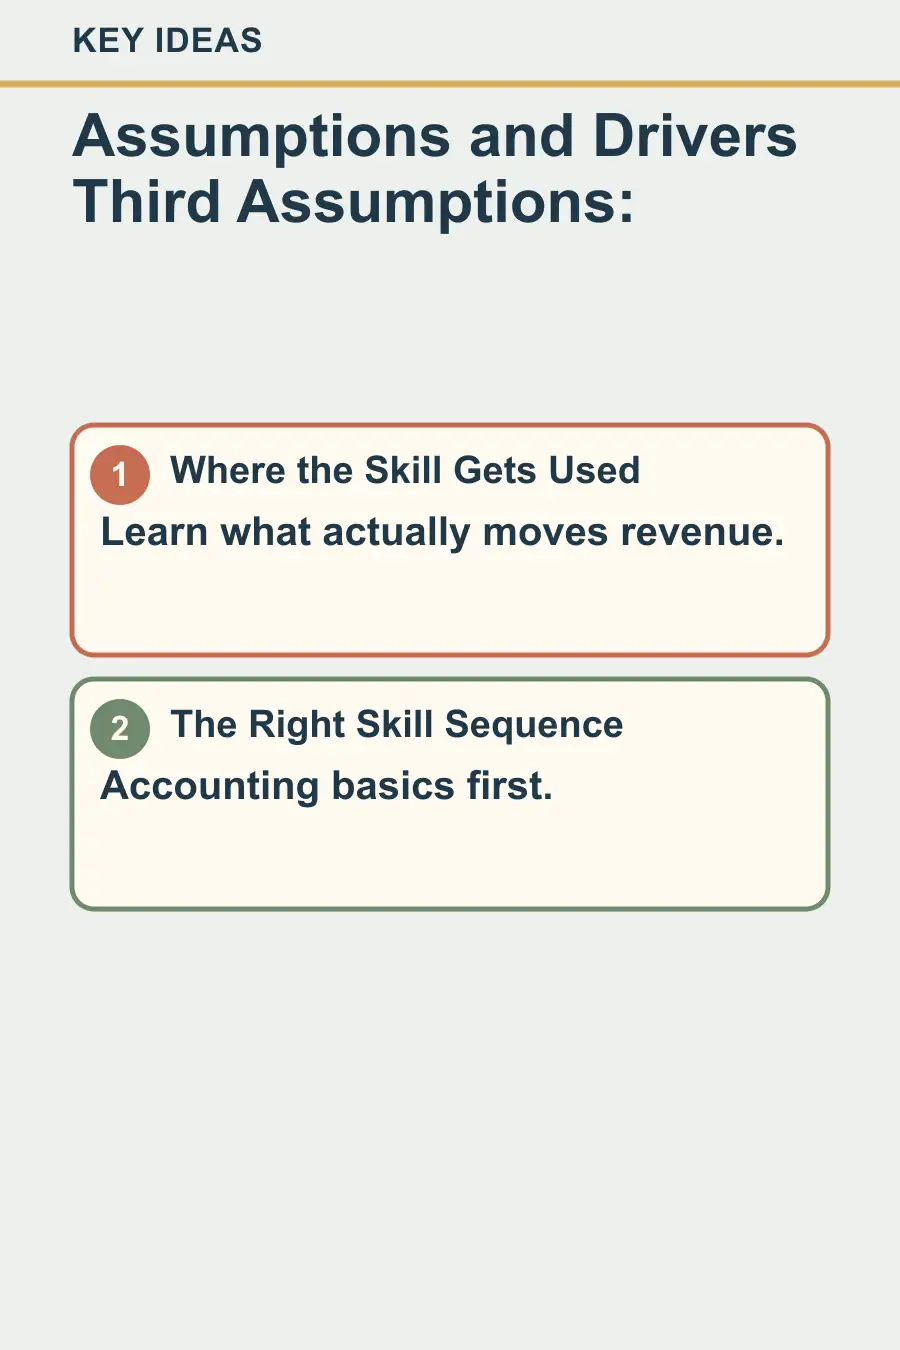 KEY IDEAS
Assumptions and Drivers
Third Assumptions:
1 Where the Skill Gets Used
Learn what actually moves revenue.
2 The Right Skill Sequence
Accounting basics first.